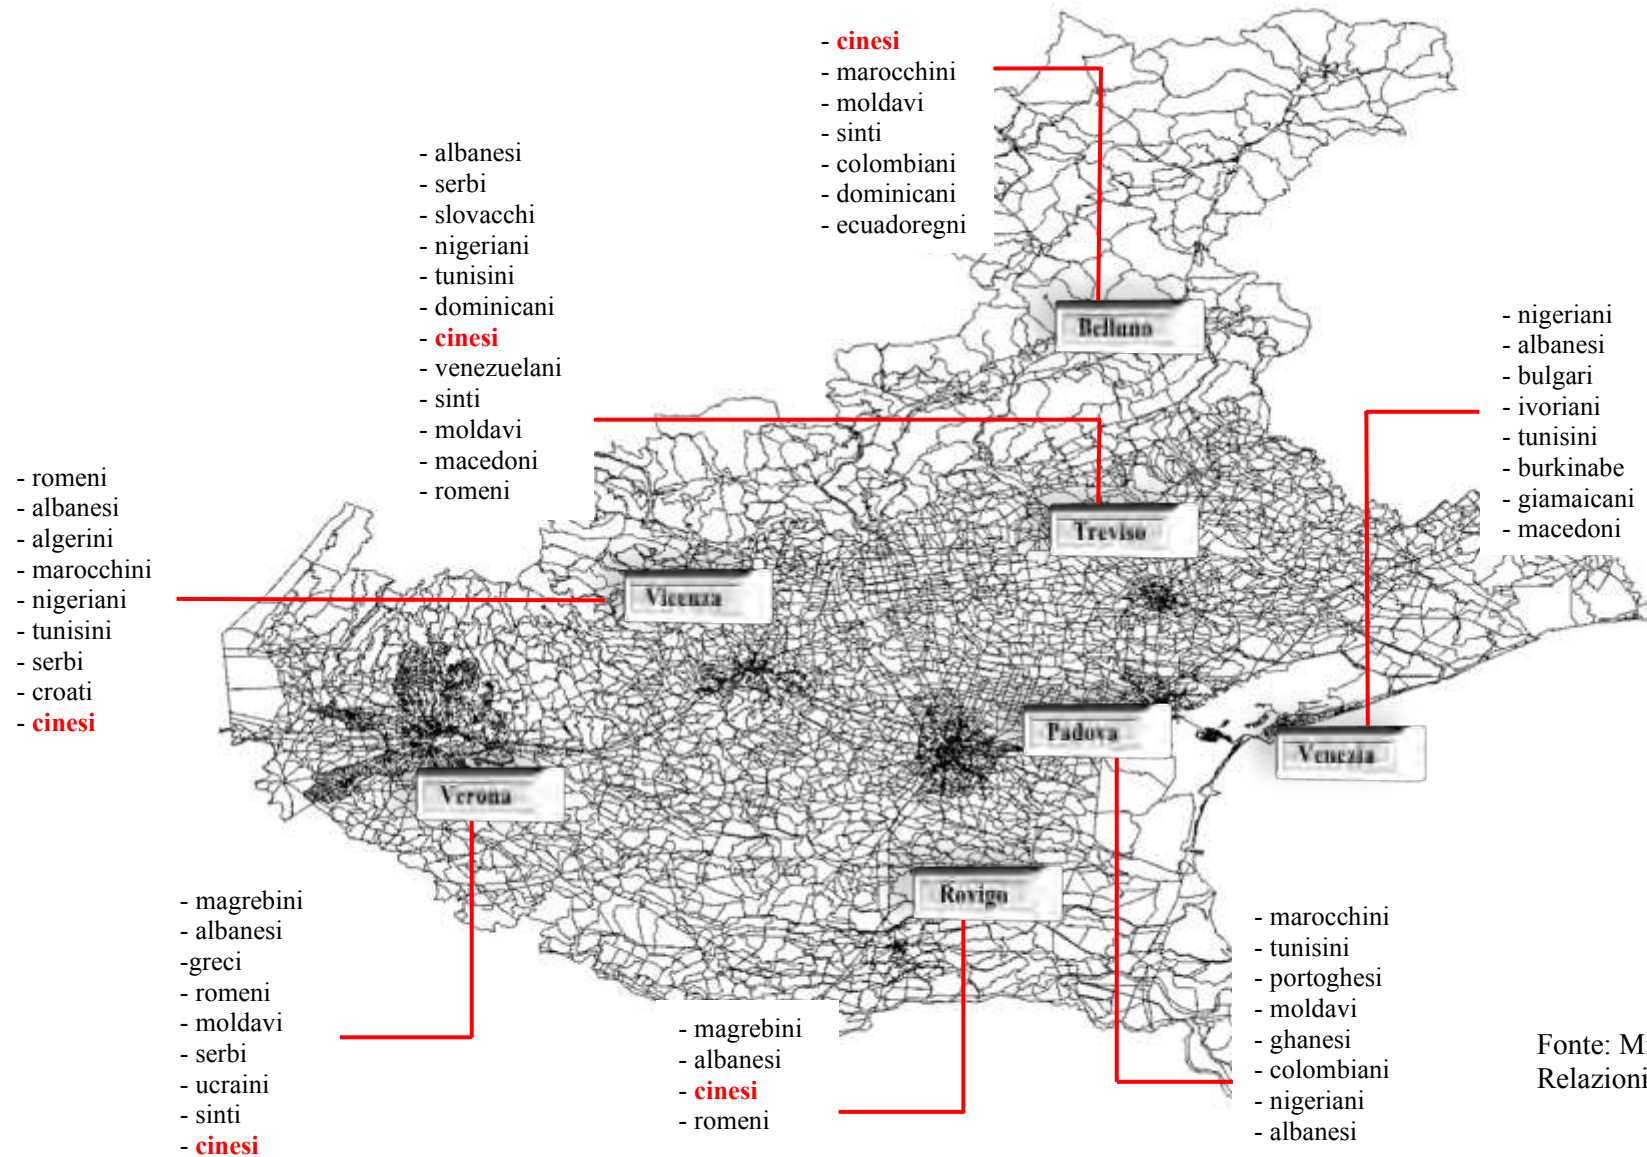 - cinesi
- marocchini
- moldavi
- sinti
- colombiani
- dominicani
- ecuadoregni
- albanesi
- serbi
- slovacchi
- nigeriani
- tunisini
- dominicani
- cinesi
- venezuelani
- sinti
- moldavi
- macedoni
- romeni
Belluno
- nigeriani
- albanesi
- bulgari
- ivoriani
- tunisini
- burkinabe
- giamaicani
- macedoni
- romeni
- albanesi
- algerini
- marocchini
- nigeriani
- tunisini
- serbi
- croati
- cinesi
Treviso
Vicenza
Padova
Venezia
Verona
Rovigo
- magrebini
- albanesi
-greci
- romeni
- moldavi
- serbi
- ucraini
- sinti
- cinesi
- magrebini
- albanesi
- cinesi
- romeni
- marocchini
- tunisini
- portoghesi
- moldavi
- ghanesi
- colombiani
- nigeriani
- albanesi
Fonte:
Relazioni